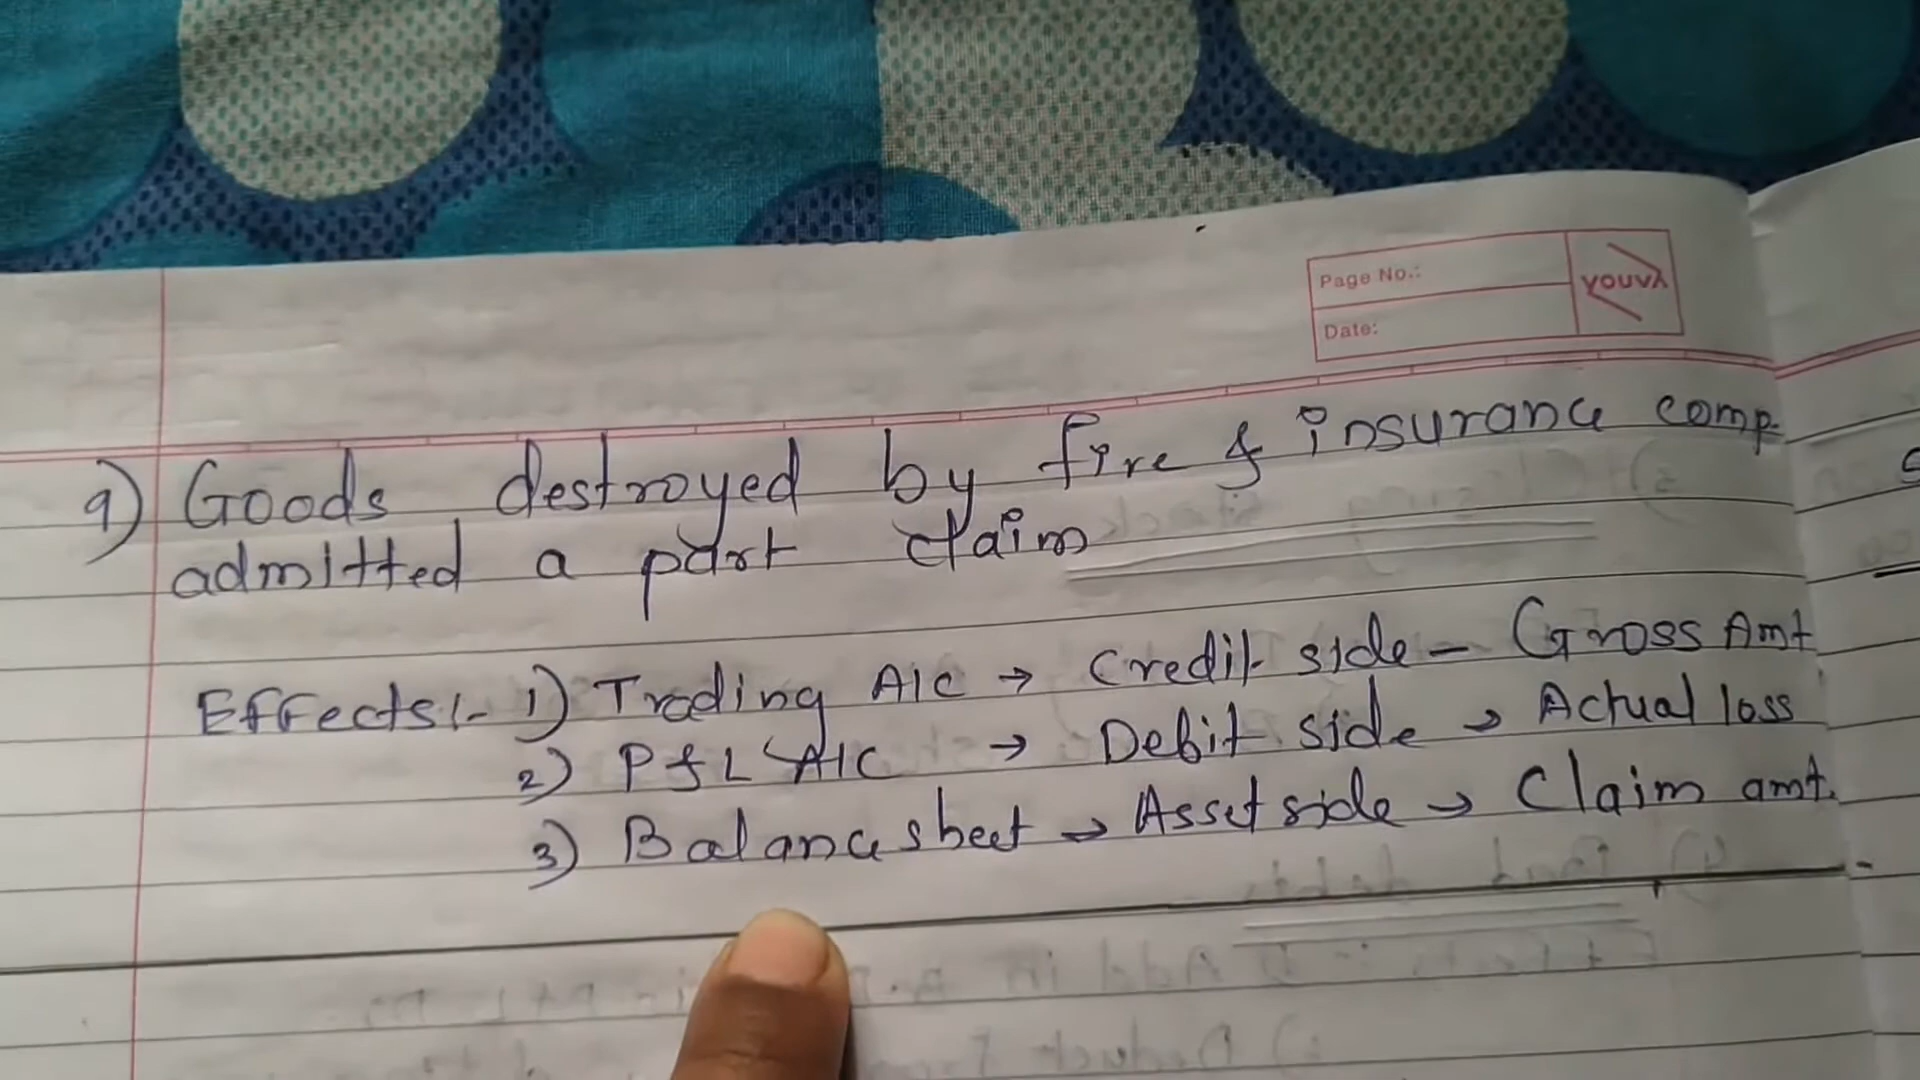 Page No.:
YOUVA
Date:
9) Goods destroyed by fire & insurance comp.
admitted a part claim
Effects:- 1) Trading A/c → Credit side - Gross Amt
2) P & L A/C → Debit side → Actual loss
3) Balance sheet → Asset side → Claim amt.